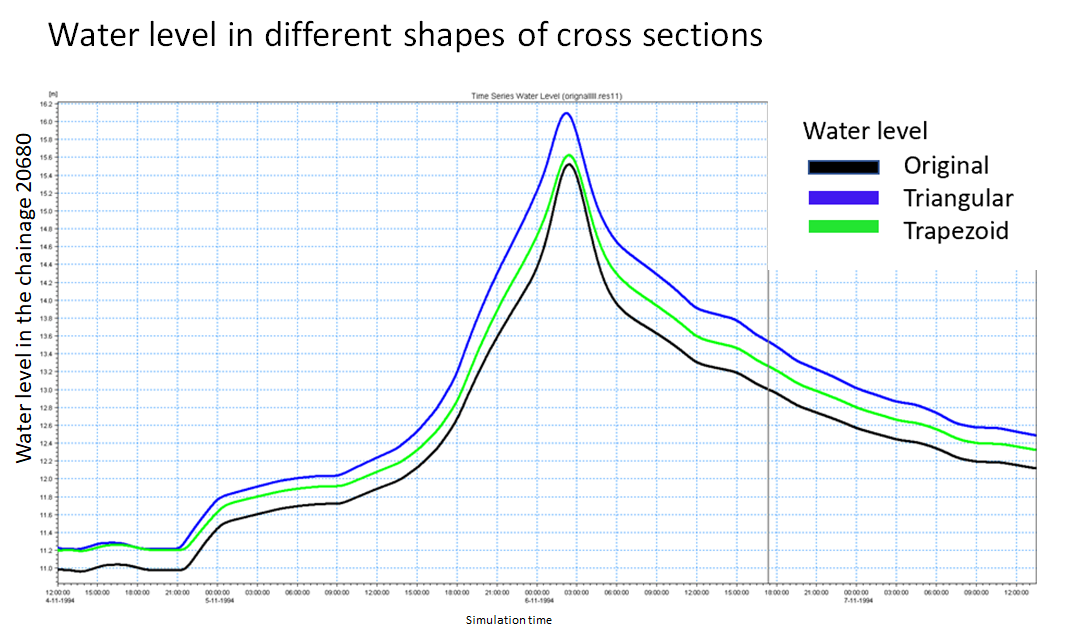 Water level in different shapes of cross sections
[m]
Time Series Water Level (orignallll.res11)
Water level
Original
Triangular
Trapezoid
Water level in the chainage 20680
16.2
16.0
15.8
15.6
15.4
15.2
15.0
14.8
14.6
14.4
14.2
14.0
13.8
13.6
13.4
13.2
13.0
12.8
12.6
12.4
12.2
12.0
11.8
11.6
11.4
11.2
11.0
12:00:00 15:00:00 18:00:00 21:00:00 00:00:00 03:00:00 06:00:00 09:00:00 12:00:00 15:00:00 18:00:00 21:00:00 00:00:00 03:00:00 06:00:00 09:00:00 12:00:00 15:00:00 18:00:00 21:00:00 00:00:00 03:00:00 06:00:00 09:00:00 12:00:00
4-11-1994 5-11-1994 6-11-1994 7-11-1994
Simulation time